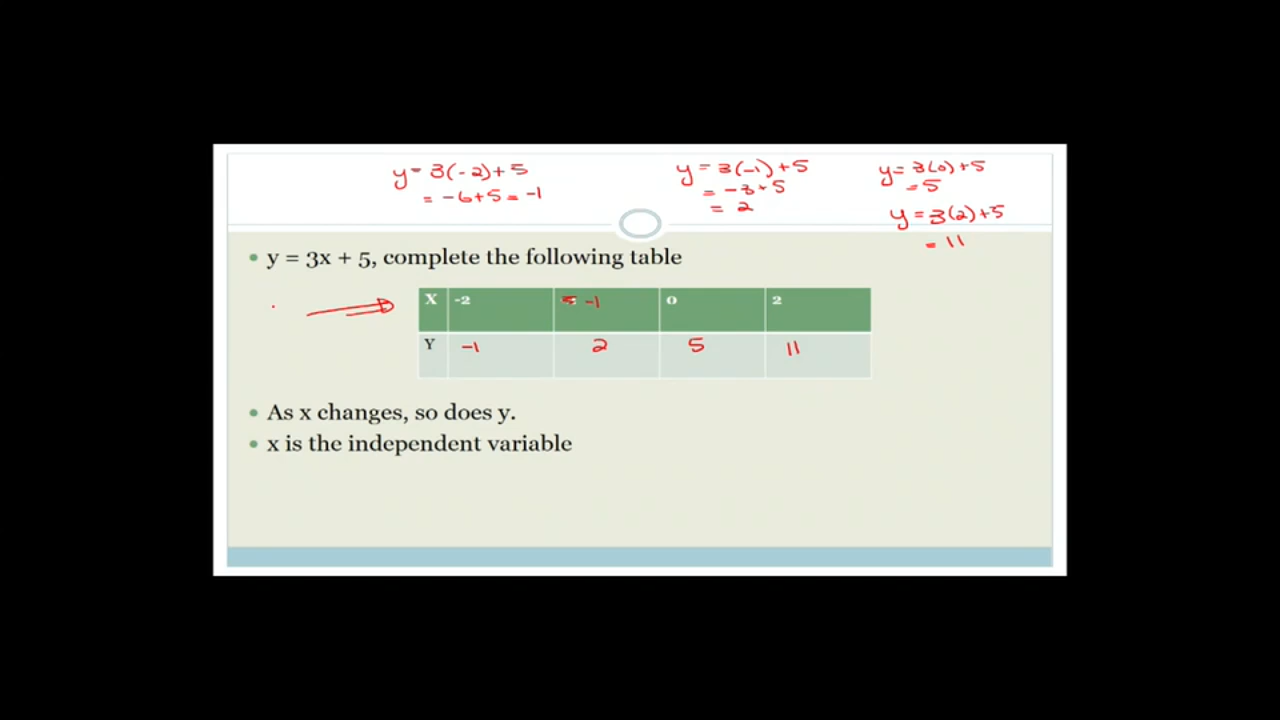 y = 3(-2) + 5
= -6 + 5 = -1
y = 3(-1) + 5
= -3 + 5
= 2
y = 3(0) + 5
= 5
y = 3(2) + 5
= 11
• y = 3x + 5, complete the following table
X -2 -1 0 2
Y -1 2 5 11
• As x changes, so does y.
• x is the independent variable